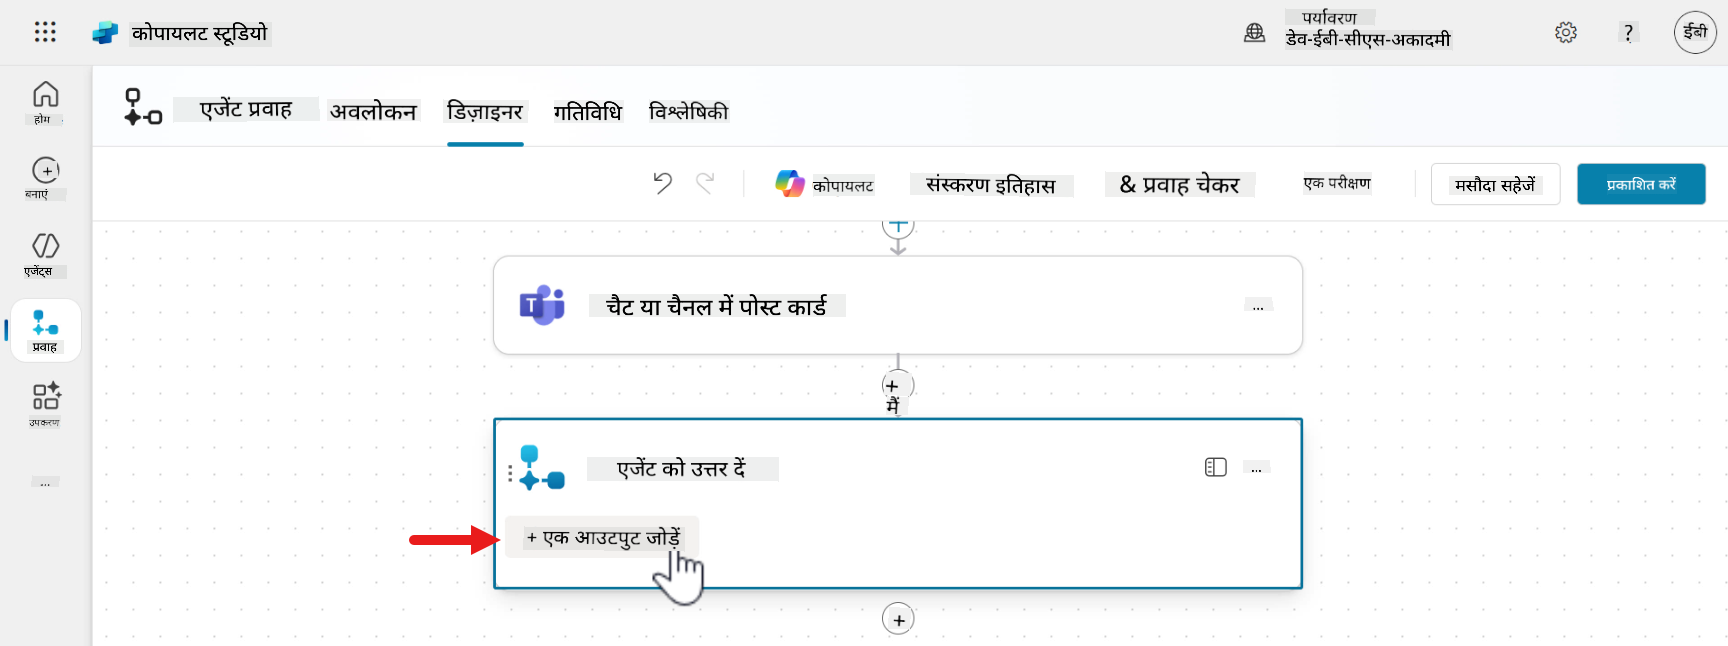 कोपायलट स्टूडियो
पर्यावरण
डेव-ईबी-सीएस-अकादमी
?
ईबी
होम
बनाएं
एजेंट्स
प्रवाह
उपकरण
...
एजेंट प्रवाह
अवलोकन
डिज़ाइनर
गतिविधि
विश्लेषिकी
कोपायलट
संस्करण इतिहास
& प्रवाह चेकर
एक परीक्षण
मसौदा सहेजें
प्रकाशित करें
चैट या चैनल में पोस्ट कार्ड
...
+
मैं
एजेंट को उत्तर दें
...
+ एक आउटपुट जोड़ें
+